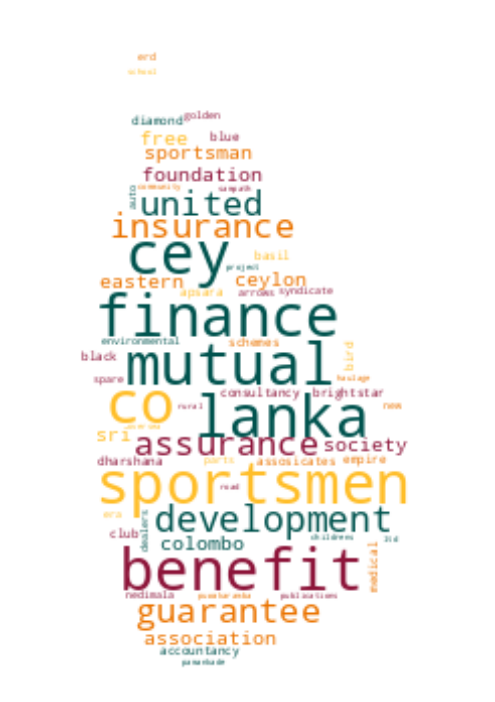 erd
school
golden
diamond
free blue
sportsman
foundation
community sampath
auto united
insurance
cey basil
project
eastern ceylon
apsara arrows syndicate
finance
environmental schemes
black mutual bird
spare haulage
consultancy brightstar
co rural lanka new
sri assurance society
dharshana parts assosicates empire
sportsmen
road
era development
club dealers colombo childrens ltd
benefit medical
nedimala publications
guarantee
association
accountancy